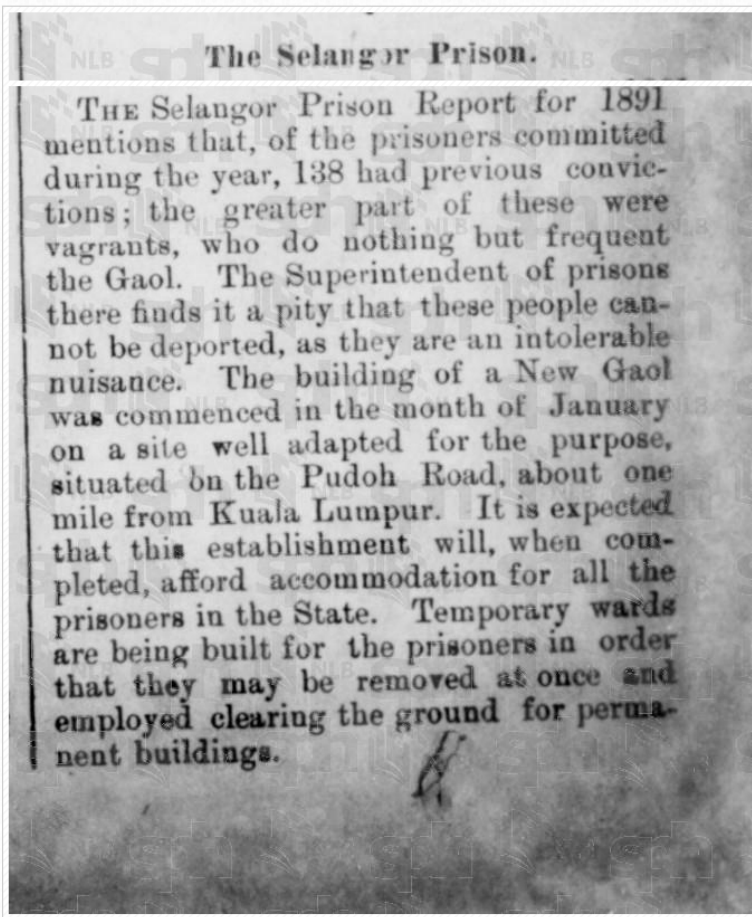 The Selangor Prison.
THE Selangor Prison Report for 1891
mentions that, of the prisoners committed
during the year, 138 had previous convic-
tions; the greater part of these were
vagrants, who do nothing but frequent
the Gaol. The Superintendent of prisons
there finds it a pity that these people can-
not be deported, as they are an intolerable
nuisance. The building of a New Gaol
was commenced in the month of January
on a site well adapted for the purpose,
situated on the Pudoh Road, about one
mile from Kuala Lumpur. It is expected
that this establishment will, when com-
pleted, afford accommodation for all the
prisoners in the State. Temporary wards
are being built for the prisoners in order
that they may be removed at once and
employed clearing the ground for perma-
nent buildings.